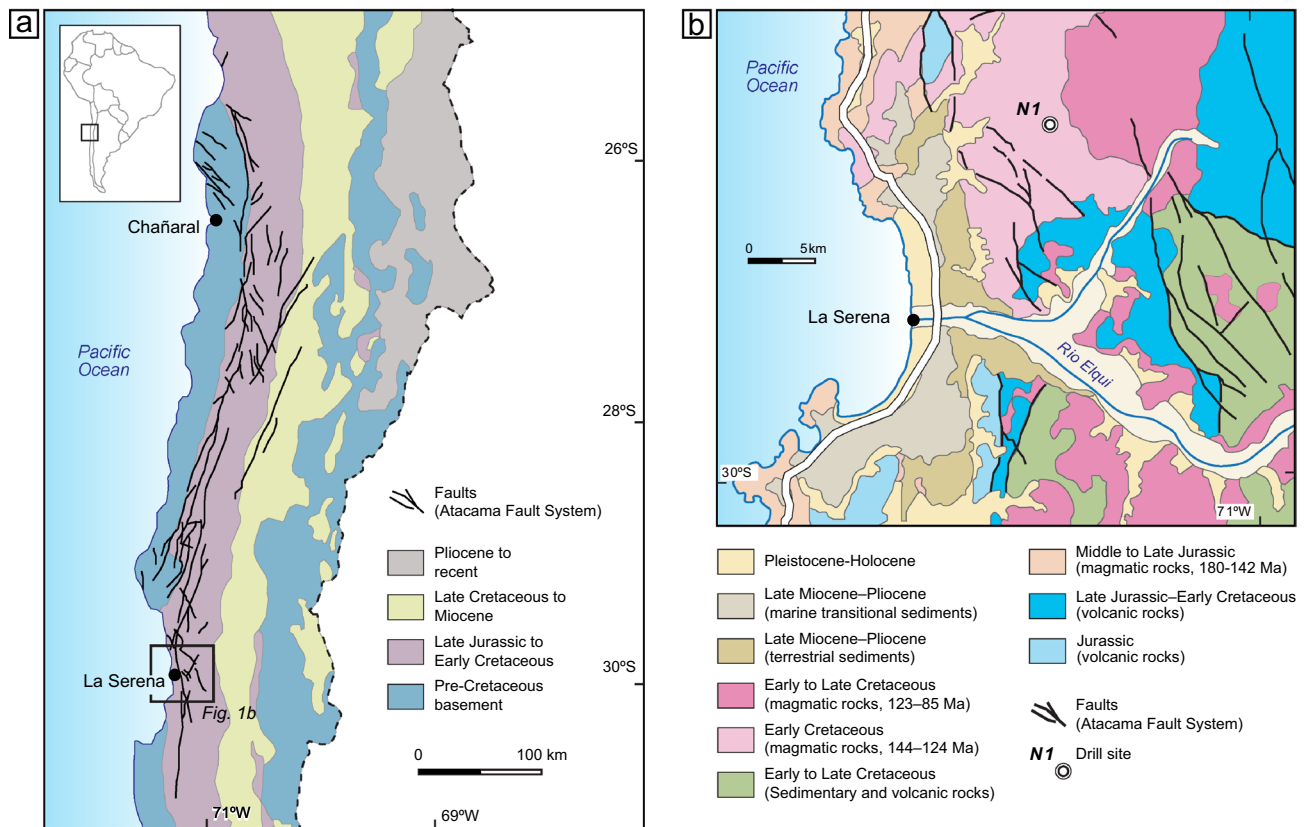 a
26ºS
Chañaral
Pacific
Ocean
28ºS
Faults
(Atacama Fault System)
Pliocene to
recent
Late Cretaceous to
Miocene
Late Jurassic to
Early Cretaceous
Pre-Cretaceous
basement
30ºS
La Serena
Fig. 1b
0
100 km
71ºW
69ºW
b
Pacific
Ocean
N1
0
5km
La Serena
Rio Elqui
30ºS
71ºW
Pleistocene-Holocene
Late Miocene–Pliocene
(marine transitional sediments)
Late Miocene–Pliocene
(terrestrial sediments)
Early to Late Cretaceous
(magmatic rocks, 123–85 Ma)
Early Cretaceous
(magmatic rocks, 144–124 Ma)
Early to Late Cretaceous
(Sedimentary and volcanic rocks)
Middle to Late Jurassic
(magmatic rocks, 180-142 Ma)
Late Jurassic–Early Cretaceous
(volcanic rocks)
Jurassic
(volcanic rocks)
Faults
(Atacama Fault System)
N1 Drill site